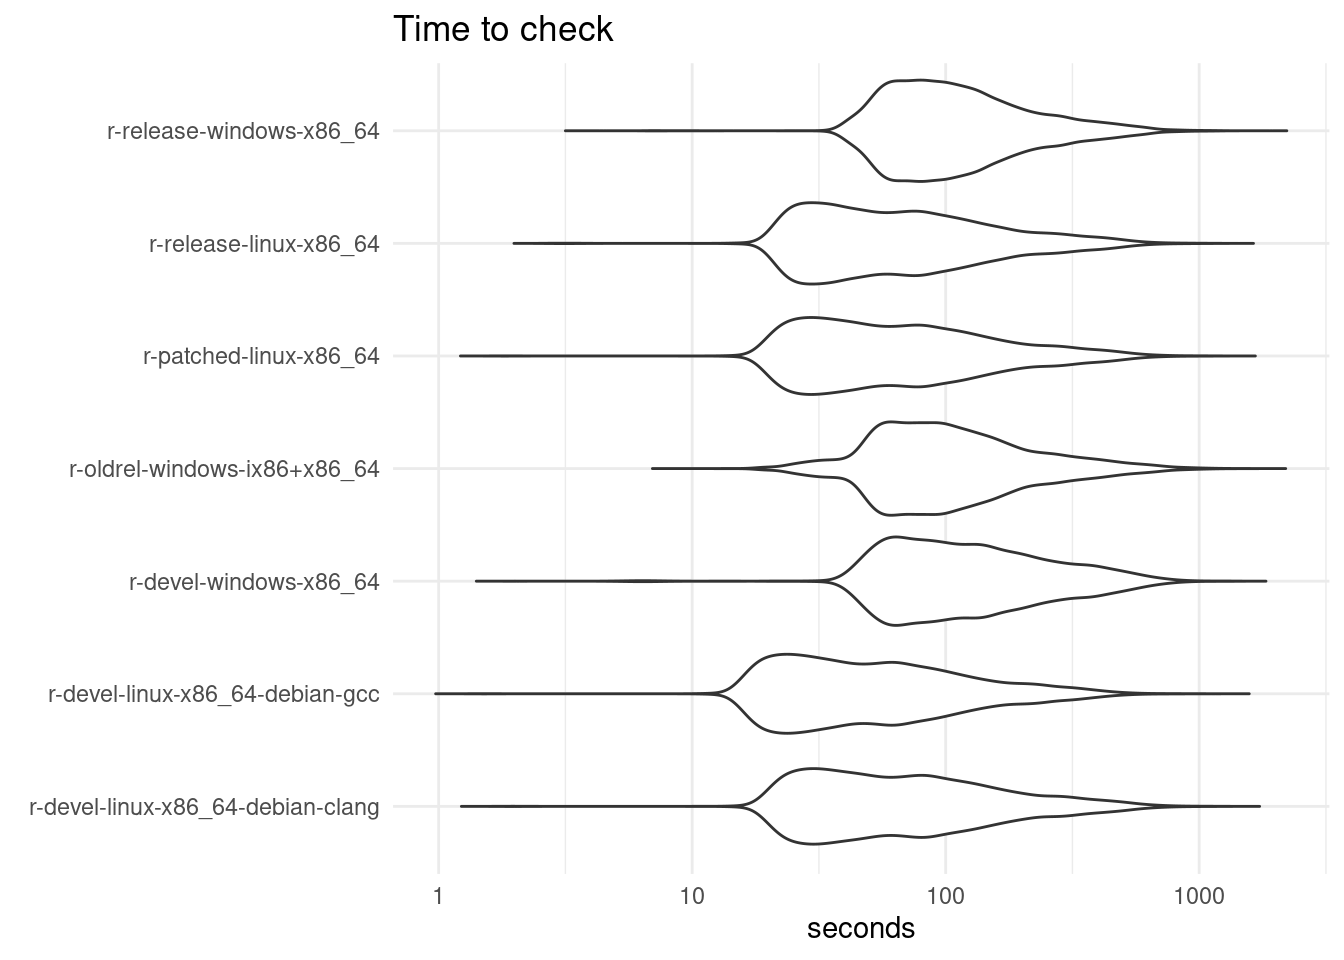 Time to check
r-release-windows-x86_64
r-release-linux-x86_64
r-patched-linux-x86_64
r-oldrel-windows-ix86+x86_64
r-devel-windows-x86_64
r-devel-linux-x86_64-debian-gcc
r-devel-linux-x86_64-debian-clang
1 10 100 1000
seconds